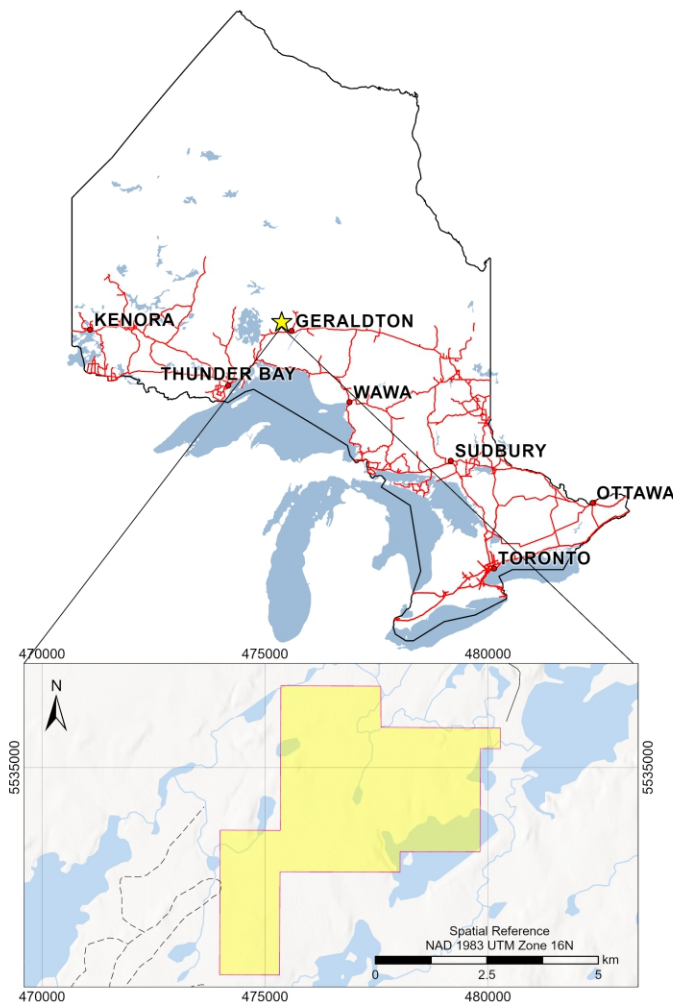 KENORA
GERALDTON
THUNDER BAY
WAWA
SUDBURY
OTTAWA
TORONTO
470000 475000 480000
N
5535000 5535000
Spatial Reference
NAD 1983 UTM Zone 16N
km
0 2.5 5
470000 475000 480000